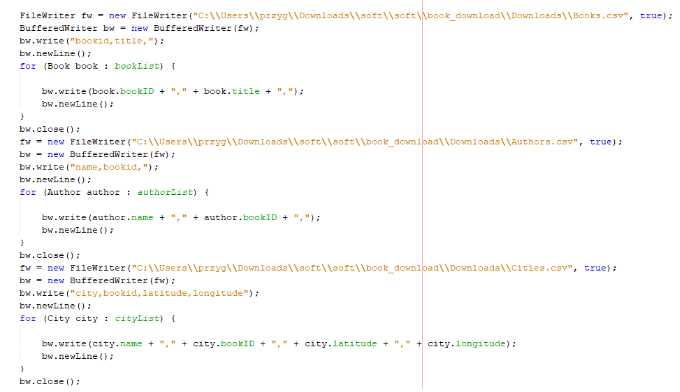 FileWriter fw = new FileWriter("C:\\Users\\przyg\\Downloads\\soft\\soft\\book_download\\Downloads\\Books.csv", true);
BufferedWriter bw = new BufferedWriter(fw);
bw.write("bookid,title,");
bw.newLine();
for (Book book : bookList) {
bw.write(book.bookID + "," + book.title + ",");
bw.newLine();
}
bw.close();
fw = new FileWriter("C:\\Users\\przyg\\Downloads\\soft\\soft\\book_download\\Downloads\\Authors.csv", true);
bw = new BufferedWriter(fw);
bw.write("name,bookid,");
bw.newLine();
for (Author author : authorList) {
bw.write(author.name + "," + author.bookID + ",");
bw.newLine();
}
bw.close();
fw = new FileWriter("C:\\Users\\przyg\\Downloads\\soft\\soft\\book_download\\Downloads\\Cities.csv", true);
bw = new BufferedWriter(fw);
bw.write("city,bookid,latitude,longitude");
bw.newLine();
for (City city : cityList) {
bw.write(city.name + "," + city.bookID + "," + city.latitude + "," + city.longitude);
bw.newLine();
}
bw.close();